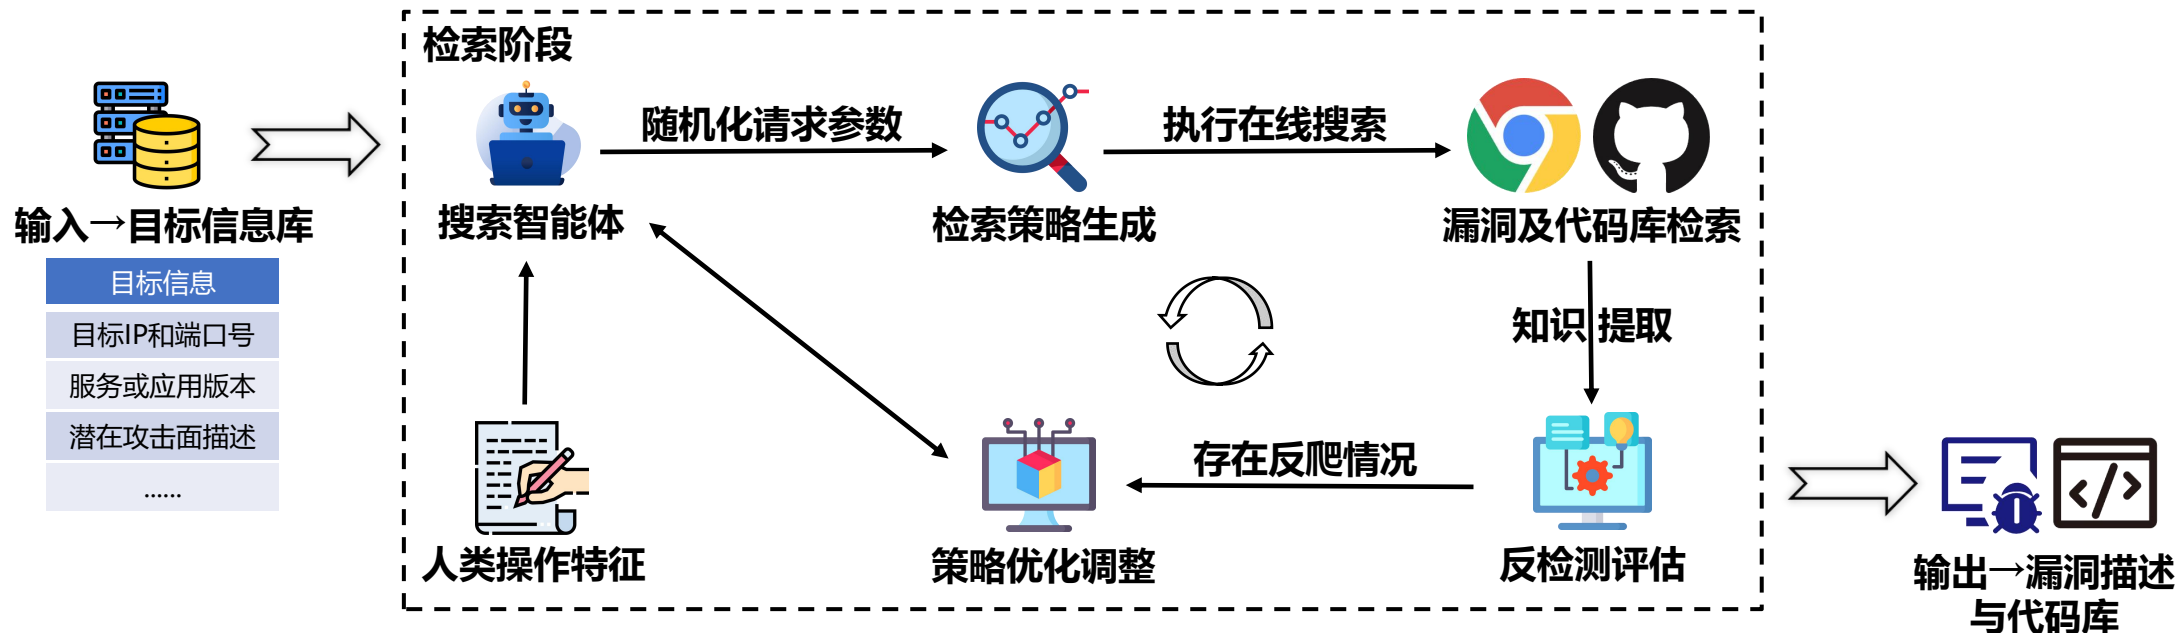 检索阶段
随机化请求参数
执行在线搜索
输入→目标信息库
搜索智能体
检索策略生成
漏洞及代码库检索
目标信息
目标IP和端口号
服务或应用版本
潜在攻击面描述
......
知识 提取
存在反爬情况
人类操作特征
策略优化调整
反检测评估
输出→漏洞描述
与代码库